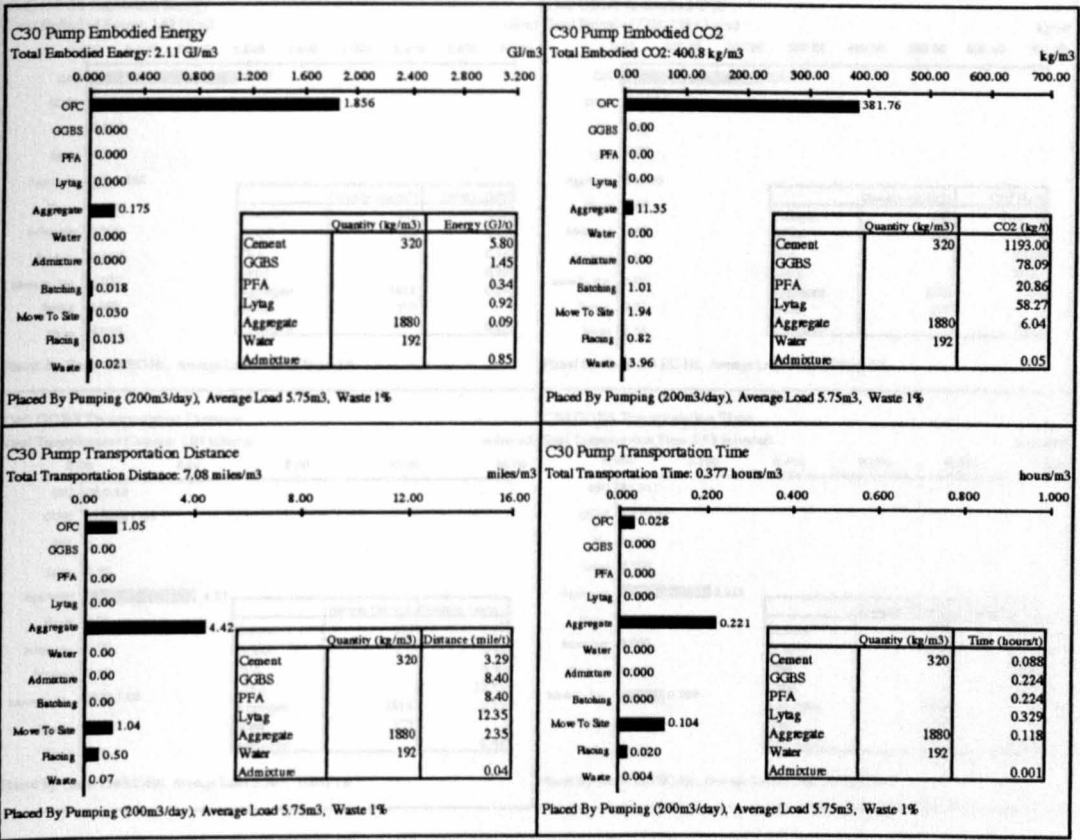 C30 Pump Embodied Energy
Total Embodied Energy: 2.11 GJ/m3 GJ/m3
0.000 0.400 0.800 1.200 1.600 2.000 2.400 2.800 3.200
OPC 1.856
GGBS 0.000
PFA 0.000
Lytag 0.000
Aggregate 0.175
Water 0.000
Admixture 0.000
Batching 0.018
Move To Site 0.030
Placing 0.013
Waste 0.021
Quantity (kg/m3) Energy (GJ/t)
Cement 320 5.80
GGBS 1.45
PFA 0.34
Lytag 0.92
Aggregate 1880 0.09
Water 192
Admixture 0.85
Placed By Pumping (200m3/day), Average Load 5.75m3, Waste 1%
C30 Pump Embodied CO2
Total Embodied CO2: 400.8 kg/m3 kg/m3
0.00 100.00 200.00 300.00 400.00 500.00 600.00 700.00
OPC 381.76
GGBS 0.00
PFA 0.00
Lytag 0.00
Aggregate 11.35
Water 0.00
Admixture 0.00
Batching 1.01
Move To Site 1.94
Placing 0.82
Waste 3.96
Quantity (kg/m3) CO2 (kg/t)
Cement 320 1193.00
GGBS 78.09
PFA 20.86
Lytag 58.27
Aggregate 1880 6.04
Water 192
Admixture 0.05
Placed By Pumping (200m3/day), Average Load 5.75m3, Waste 1%
C30 Pump Transportation Distance
Total Transportation Distance: 7.08 miles/m3 miles/m3
4.00 8.00 12.00 16.00
OPC 1.05
GGBS 0.00
PFA 0.00
Lytag 0.00
Aggregate 4.42
Water 0.00
Admixture 0.00
Batching 0.00
Move To Site 1.04
Placing 0.50
Waste 0.07
Quantity (kg/m3) Distance (mile/t)
Cement 320 3.29
GGBS 8.40
PFA 8.40
Lytag 12.35
Aggregate 1880 2.35
Water 192
Admixture 0.04
Placed By Pumping (200m3/day), Average Load 5.75m3, Waste 1%
C30 Pump Transportation Time
Total Transportation Time: 0.377 hours/m3 hours/m3
0.000 0.200 0.400 0.600 0.800 1.000
OPC 0.028
GGBS 0.000
PFA 0.000
Lytag 0.000
Aggregate 0.221
Water 0.000
Admixture 0.000
Batching 0.000
Move To Site 0.104
Placing 0.020
Waste 0.004
Quantity (kg/m3) Time (hours/t)
Cement 320 0.088
GGBS 0.224
PFA 0.224
Lytag 0.329
Aggregate 1880 0.118
Water 192
Admixture 0.001
Placed By Pumping (200m3/day), Average Load 5.75m3, Waste 1%